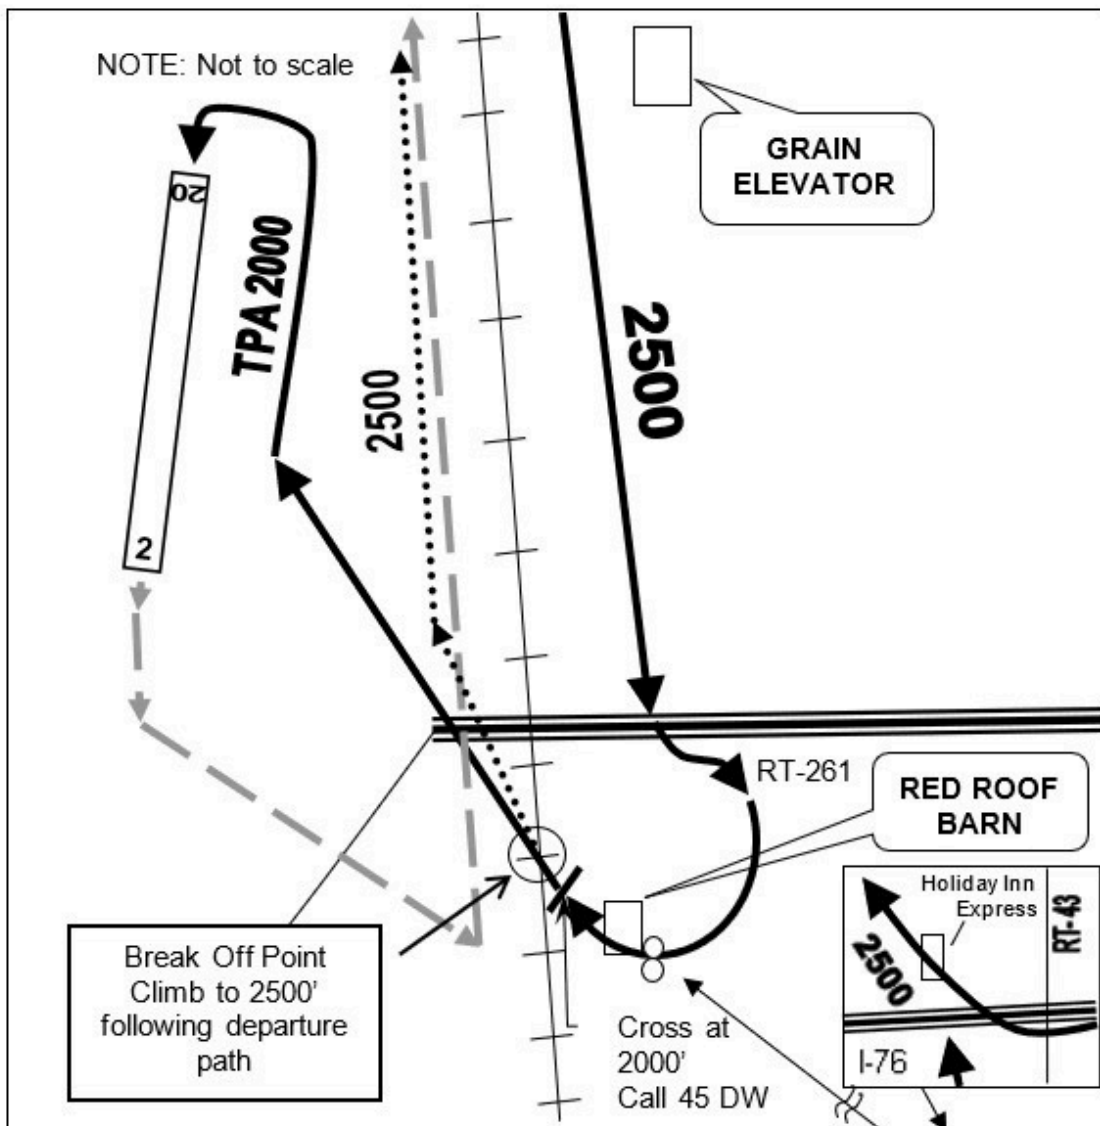 NOTE: Not to scale
GRAIN
ELEVATOR
20
TPA 2000
2500
2500
2
RT-261
RED ROOF
BARN
Holiday Inn
Express
RT-43
2500
I-76
Break Off Point
Climb to 2500'
following departure
path
Cross at
2000'
Call 45 DW